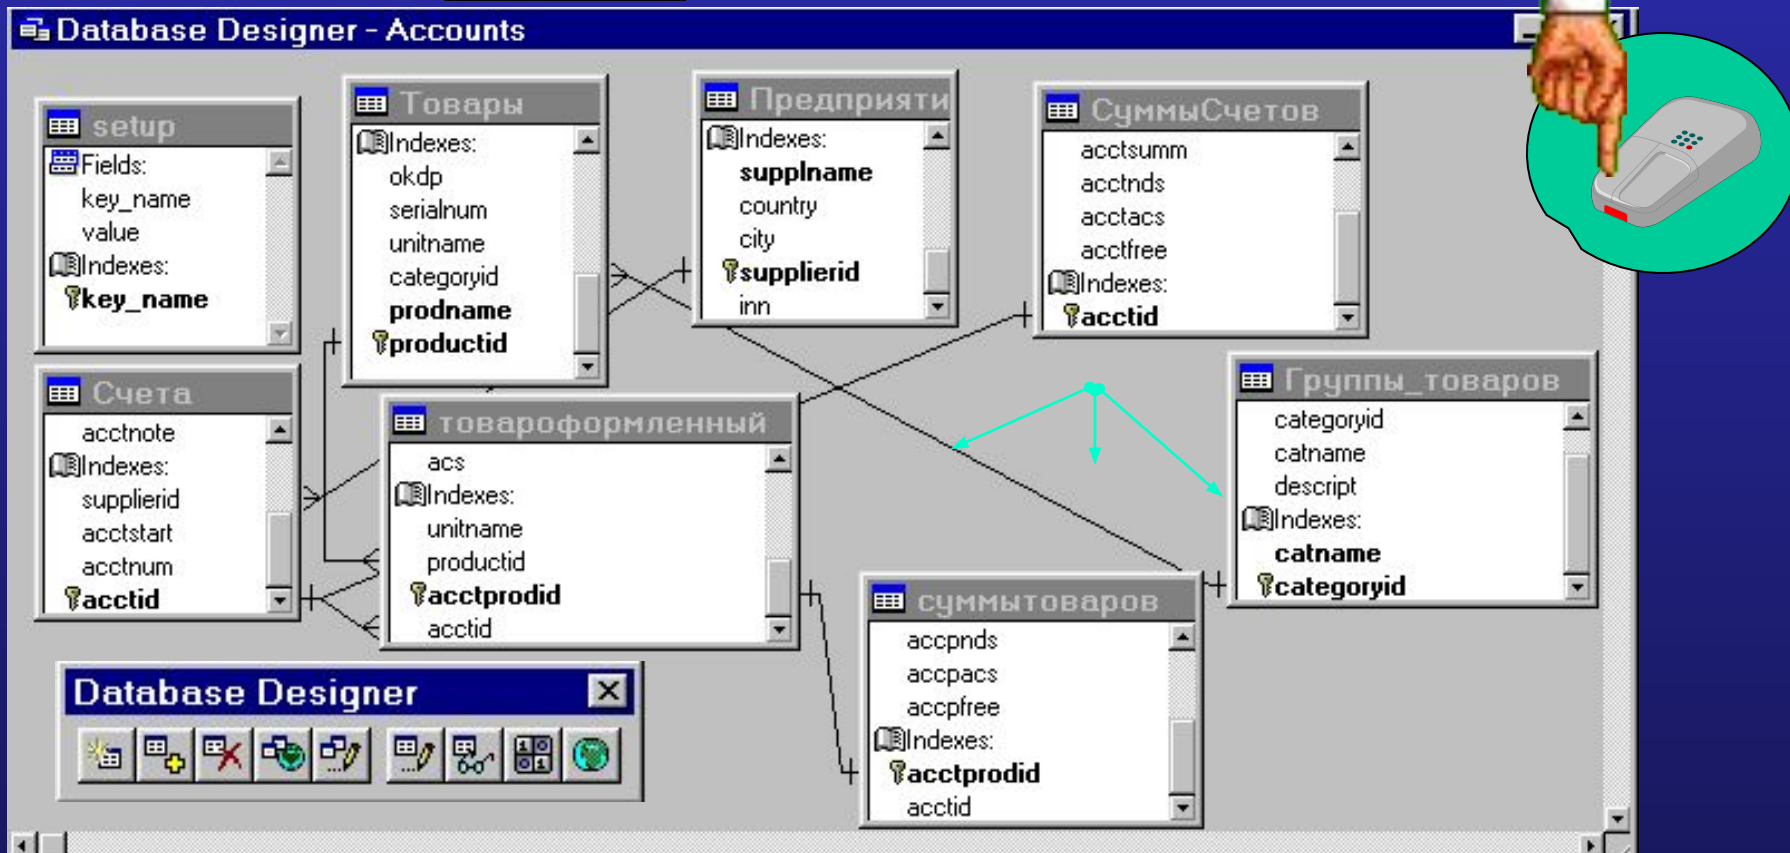 Database Designer - Accounts
setup
Fields:
key_name
value
Indexes:
key_name
Товары
Indexes:
okdp
serialnum
unitname
categoryid
prodname
productid
Предприяти
Indexes:
supplname
country
city
supplierid
inn
СуммыСчетов
acctsumm
acctnds
acctacs
acctfree
Indexes:
acctid
Счета
acctnote
Indexes:
supplierid
acctstart
acctnum
acctid
товароформленный
acs
Indexes:
unitname
productid
acctprodid
acctid
Группы_товаров
categoryid
catname
descript
Indexes:
catname
categoryid
суммытоваров
accpnds
accpacs
accpfree
Indexes:
acctprodid
acctid
Database Designer